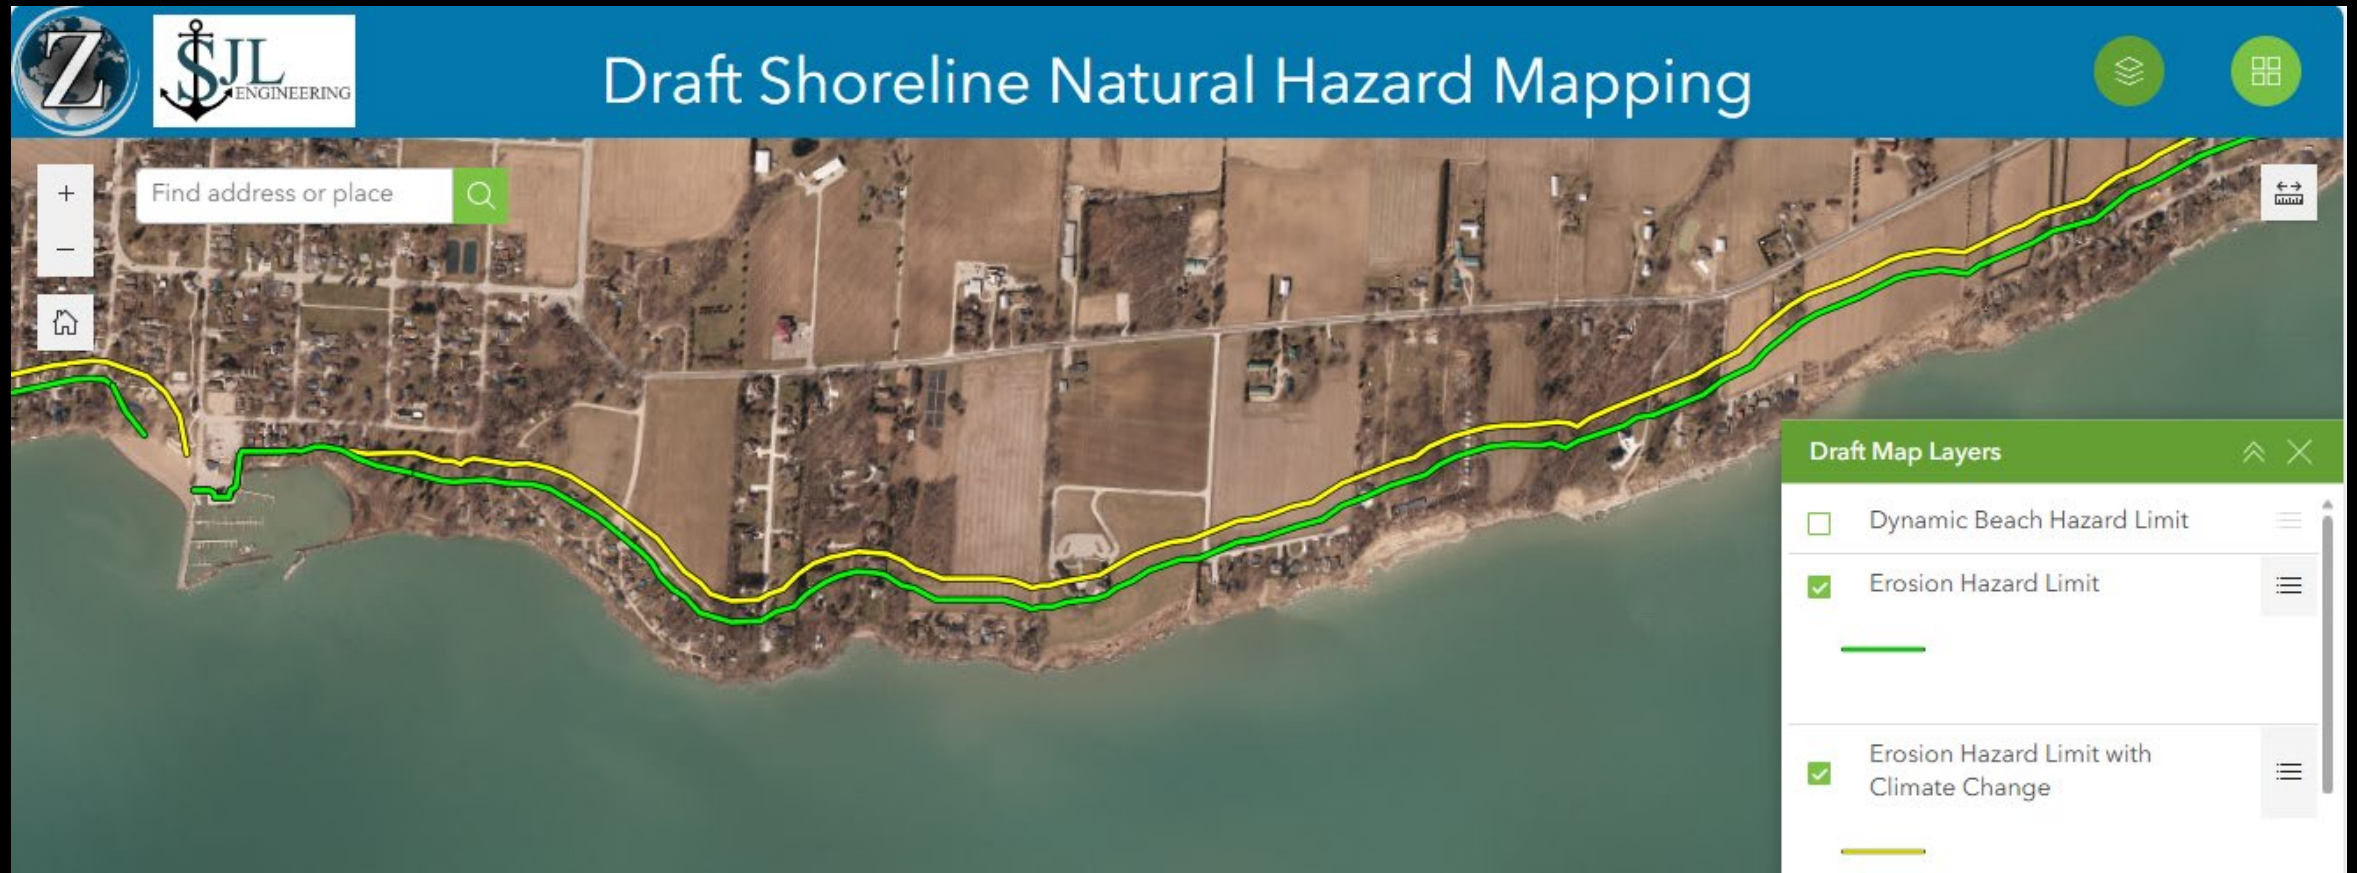 Z
SJL
ENGINEERING
Draft Shoreline Natural Hazard Mapping
+
Find address or place
−
Draft Map Layers
Dynamic Beach Hazard Limit
Erosion Hazard Limit
Erosion Hazard Limit with
Climate Change